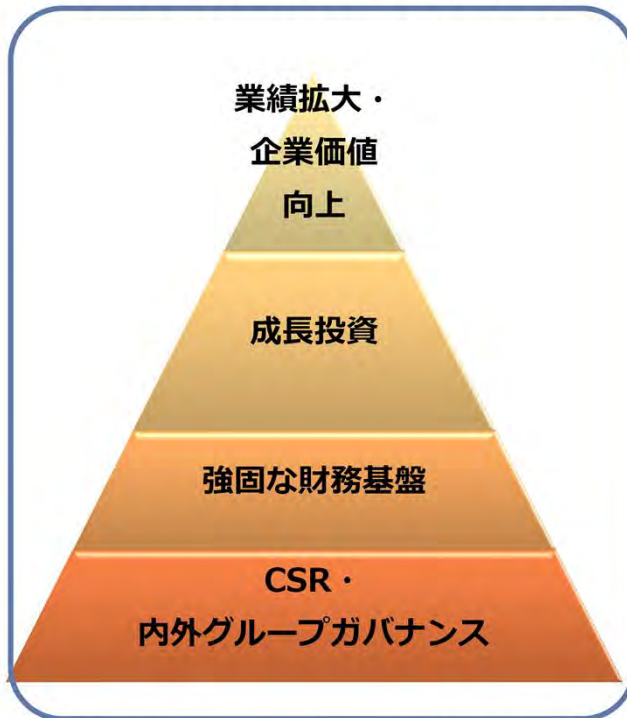 業績拡大・
企業価値
向上
成長投資
強固な財務基盤
CSR・
内外グループガバナンス